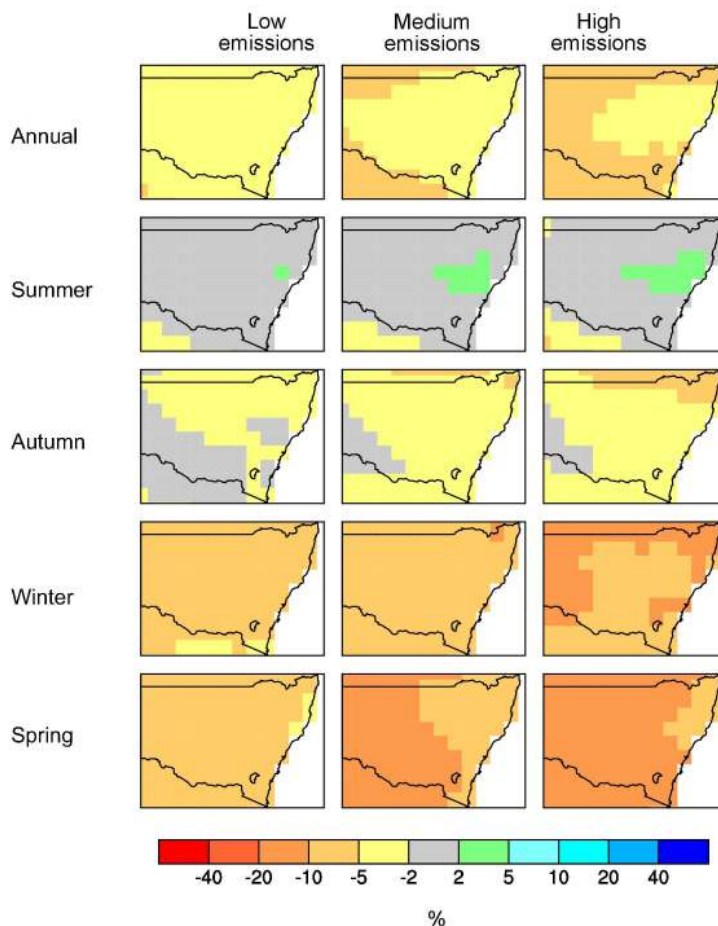 Low emissions
Medium emissions
High emissions
Annual
Summer
Autumn
Winter
Spring
-40 -20 -10 -5 -2 2 5 10 20 40
%